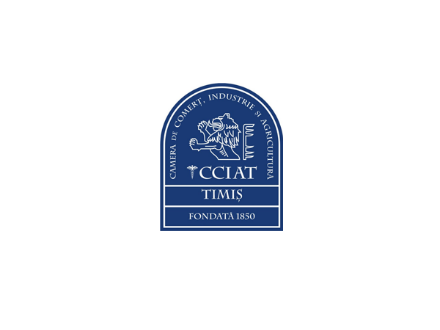 CAMERA DE COMERȚ, INDUSTRIE ȘI AGRICULTURĂ
CCIAT
TIMIȘ
FONDATĂ 1850